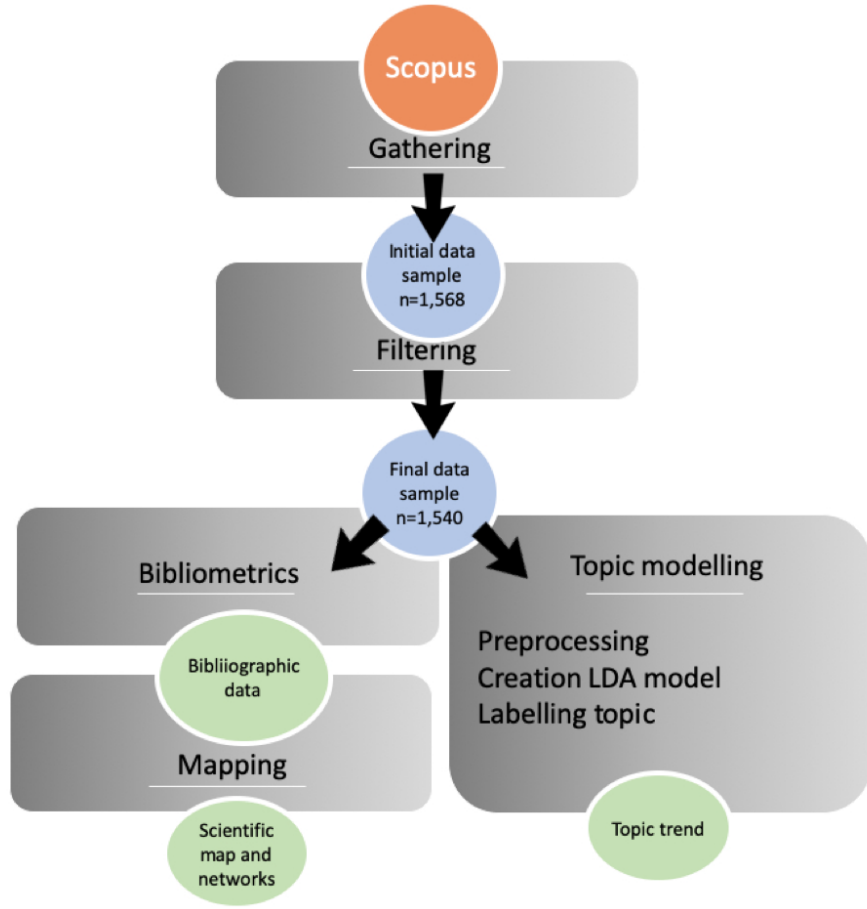 Scopus
Gathering
Initial data
sample
n=1,568
Filtering
Final data
sample
n=1,540
Bibliometrics
Bibliiographic
data
Mapping
Scientific
map and
networks
Topic modelling
Preprocessing
Creation LDA model
Labelling topic
Topic trend